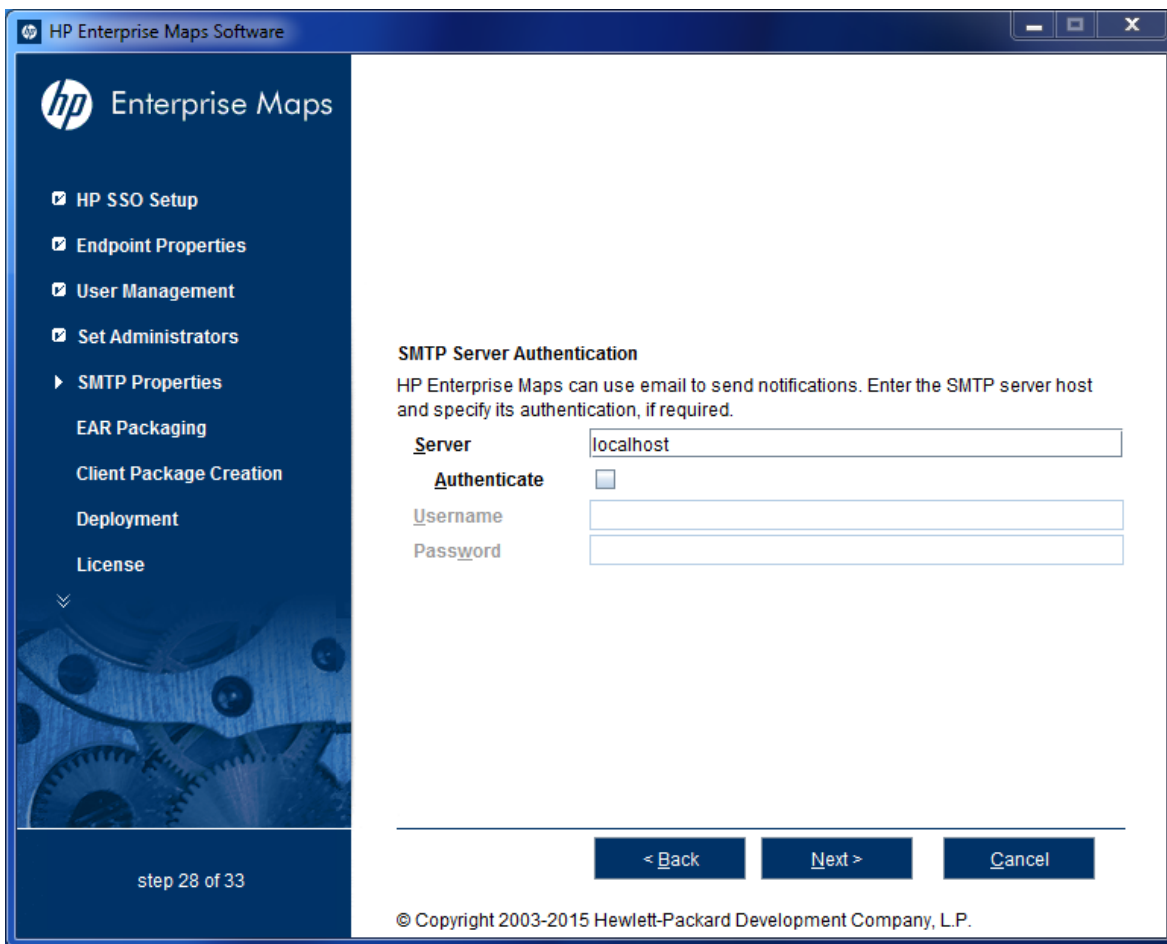 HP Enterprise Maps Software
hp Enterprise Maps
HP SSO Setup
Endpoint Properties
User Management
Set Administrators
SMTP Properties
EAR Packaging
Client Package Creation
Deployment
License
step 28 of 33
SMTP Server Authentication
HP Enterprise Maps can use email to send notifications. Enter the SMTP server host
and specify its authentication, if required.
Server localhost
Authenticate
Username
Password
< Back Next > Cancel
© Copyright 2003-2015 Hewlett-Packard Development Company, L.P.